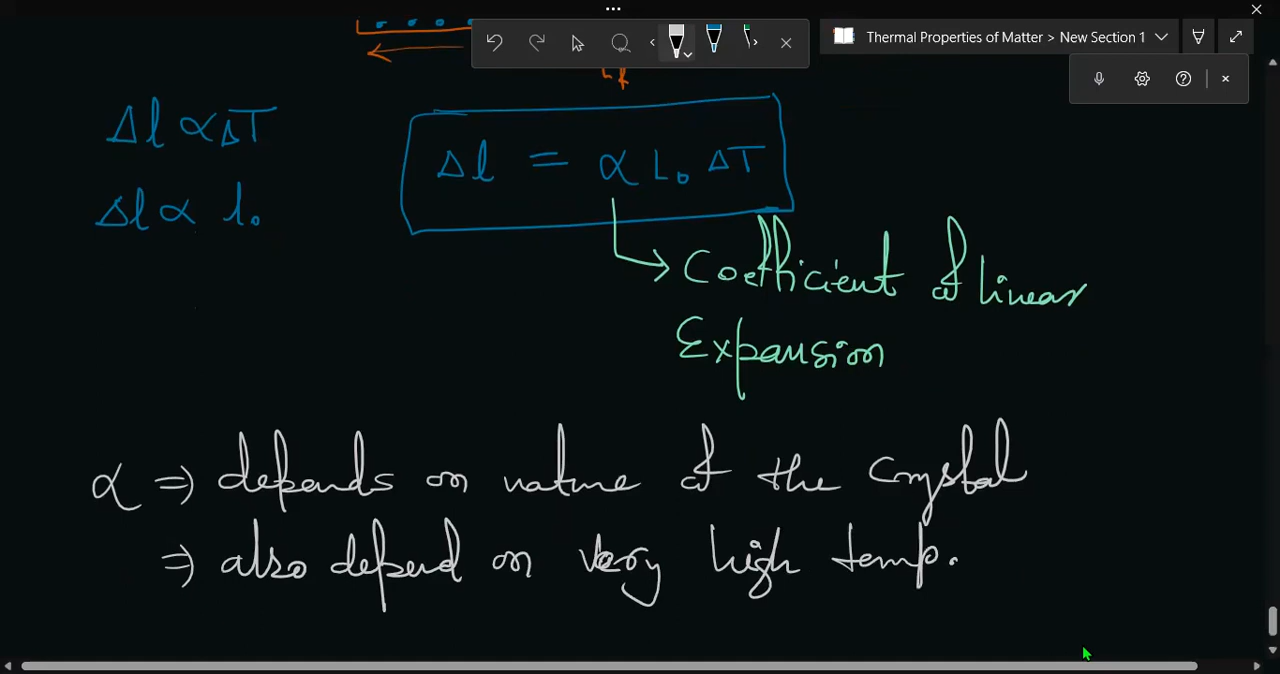 Thermal Properties of Matter > New Section 1
Δl ∝ ΔT
Δl = α L₀ ΔT
Δl ∝ l₀
Coefficient of linear
Expansion
α ⇒ depends on nature of the Crystal
⇒ also depend on very high temp.